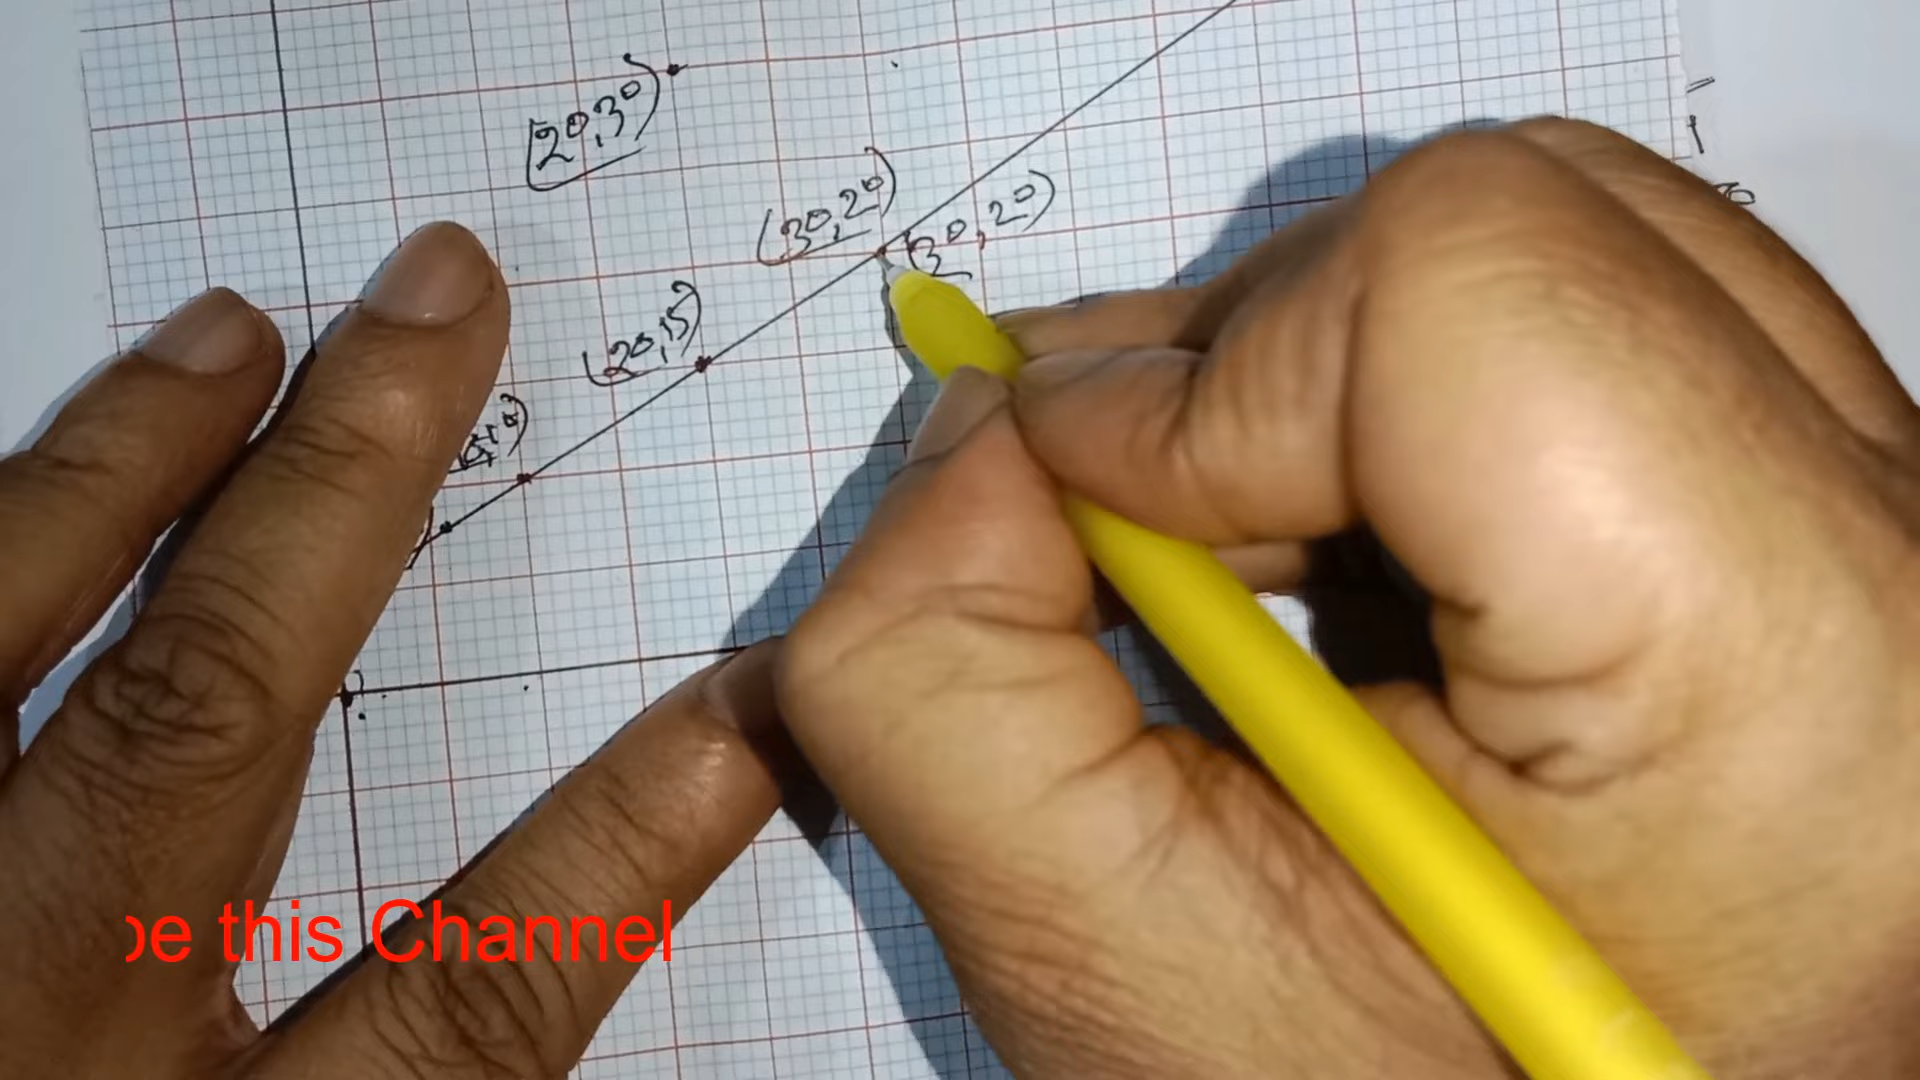 (20,30)
(30,20)
(30,20)
(20,15)
be this Channel